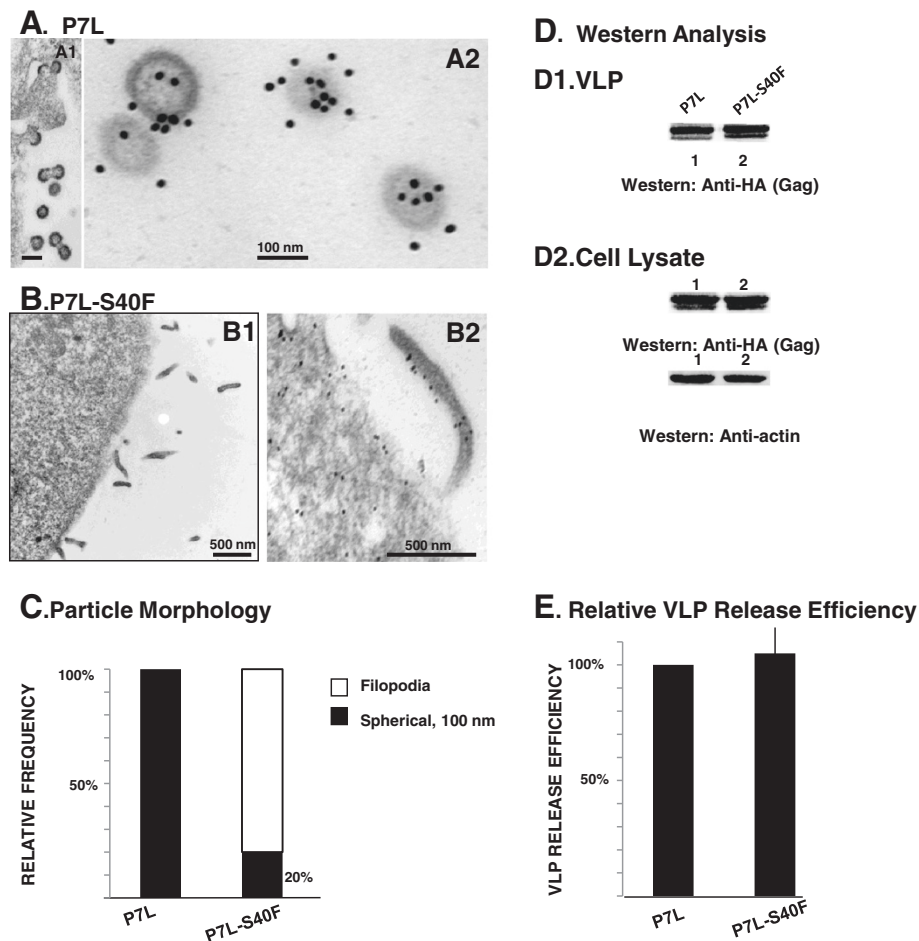 A. P7L
A1
A2
100 nm
B.P7L-S40F
B1
B2
500 nm
500 nm
C.Particle Morphology
RELATIVE FREQUENCY
100%
50%
20%
P7L
P7L-S40F
Filopodia
Spherical, 100 nm
D. Western Analysis
D1.VLP
P7L
P7L-S40F
1 2
Western: Anti-HA (Gag)
D2.Cell Lysate
1 2
Western: Anti-HA (Gag)
1 2
Western: Anti-actin
E. Relative VLP Release Efficiency
VLP RELEASE EFFICIENCY
100%
50%
P7L
P7L-S40F